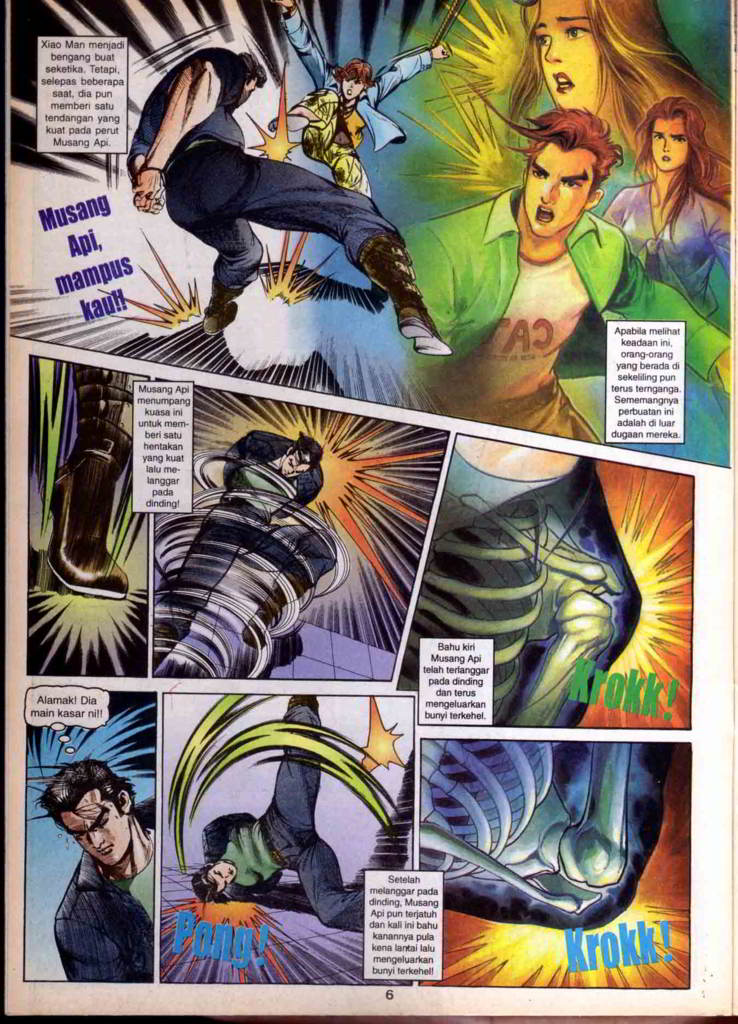 Xiao Man menjadi
bengang buat
seketika. Tetapi,
selepas beberapa
saat, dia pun
memberi satu
tendangan yang
kuat pada perut
Musang Api.
Musang
Api,
mampus
kau!!
CAT
Apabila melihat
keadaan ini,
orang-orang
yang berada di
sekeliling pun
terus ternganga.
Sememangnya
perbuatan ini
adalah di luar
dugaan mereka.
Musang Api
menumpang
kuasa ini
untuk mem-
beri satu
hentakan
yang kuat
lalu me-
langgar
pada
dinding!
Bahu kiri
Musang Api
telah terlanggar
pada dinding
dan terus
mengeluarkan
bunyi terkehel.
Krokk!
Alamak! Dia
main kasar ni!!
Pong!
Setelah
melanggar pada
dinding, Musang
Api pun terjatuh
dan kali ini bahu
kanannya pula
kena lantai lalu
mengeluarkan
bunyi terkehel!
Krokk!
6